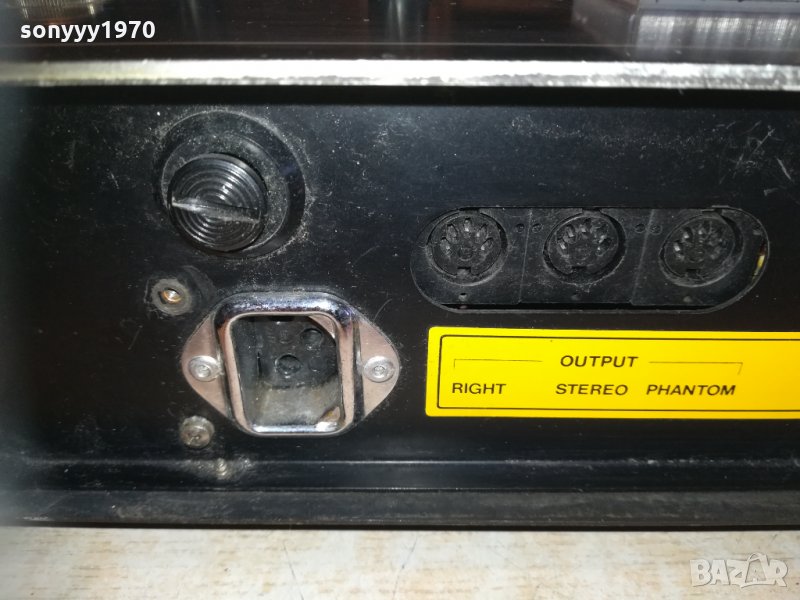 sonyyy1970
OUTPUT
RIGHT STEREO PHANTOM
BAZAR